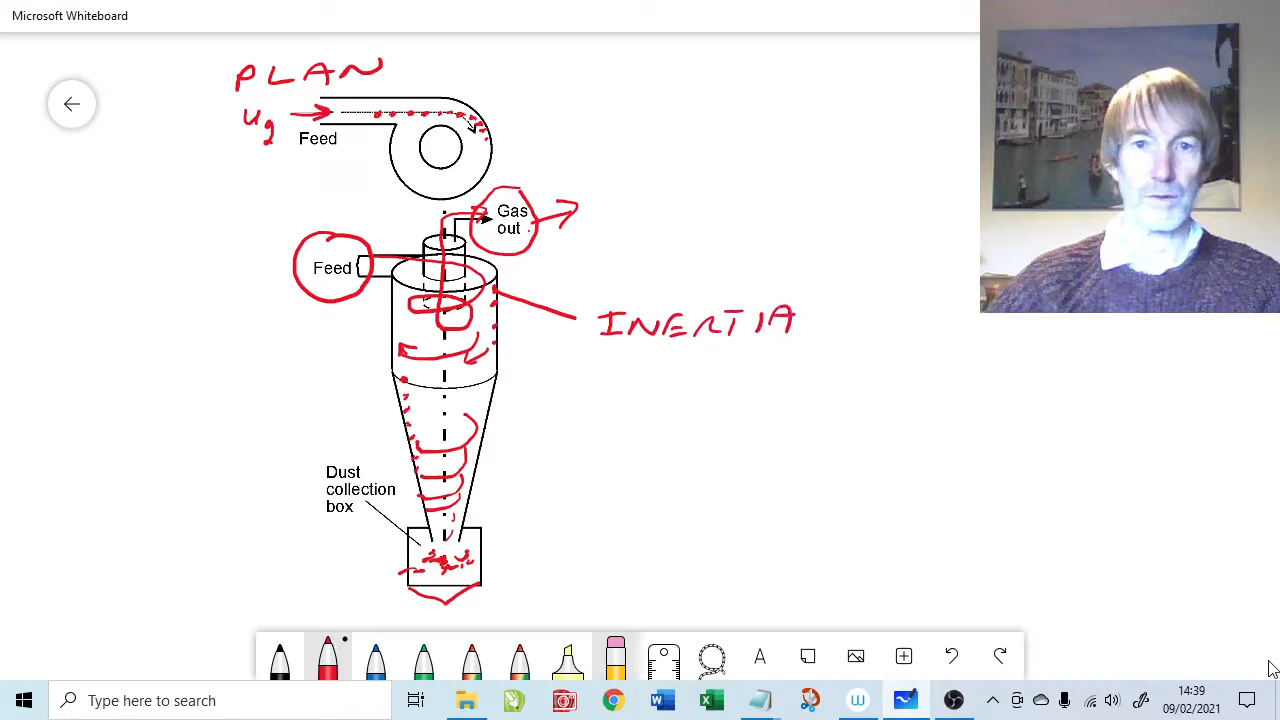 Microsoft Whiteboard
PLAN
ug
Feed
Gas
out
Feed
INERTIA
Dust
collection
box
A
W
Type here to search
14:39
09/02/2021